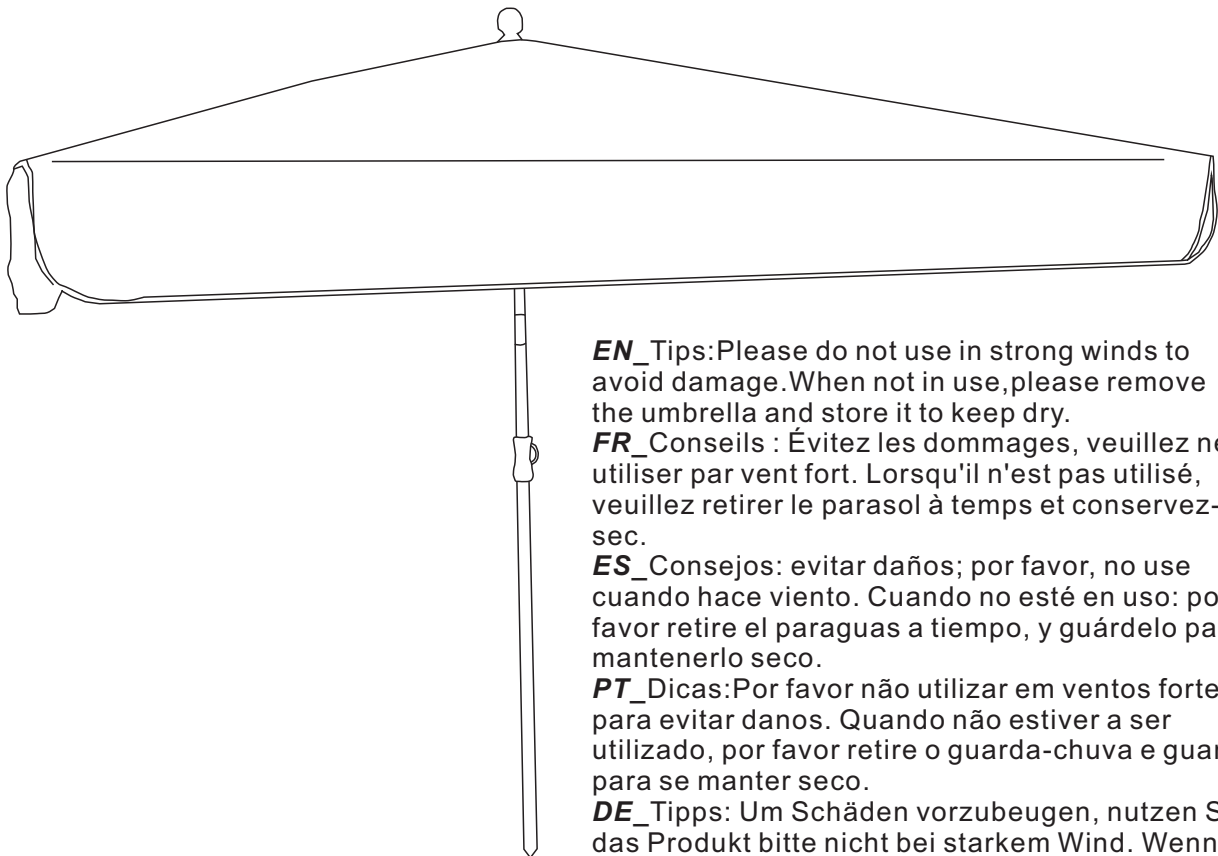 EN_Tips:Please do not use in strong winds to
avoid damage.When not in use,please remove
the umbrella and store it to keep dry.
FR_Conseils : Évitez les dommages, veuillez ne
utiliser par vent fort. Lorsqu'il n'est pas utilisé,
veuillez retirer le parasol à temps et conservez-
sec.
ES_Consejos: evitar daños; por favor, no use
cuando hace viento. Cuando no esté en uso: po
favor retire el paraguas a tiempo, y guárdelo pa
mantenerlo seco.
PT_Dicas:Por favor não utilizar em ventos forte
para evitar danos. Quando não estiver a ser
utilizado, por favor retire o guarda-chuva e guar
para se manter seco.
DE_Tipps: Um Schäden vorzubeugen, nutzen S
das Produkt bitte nicht bei starkem Wind. Wenn